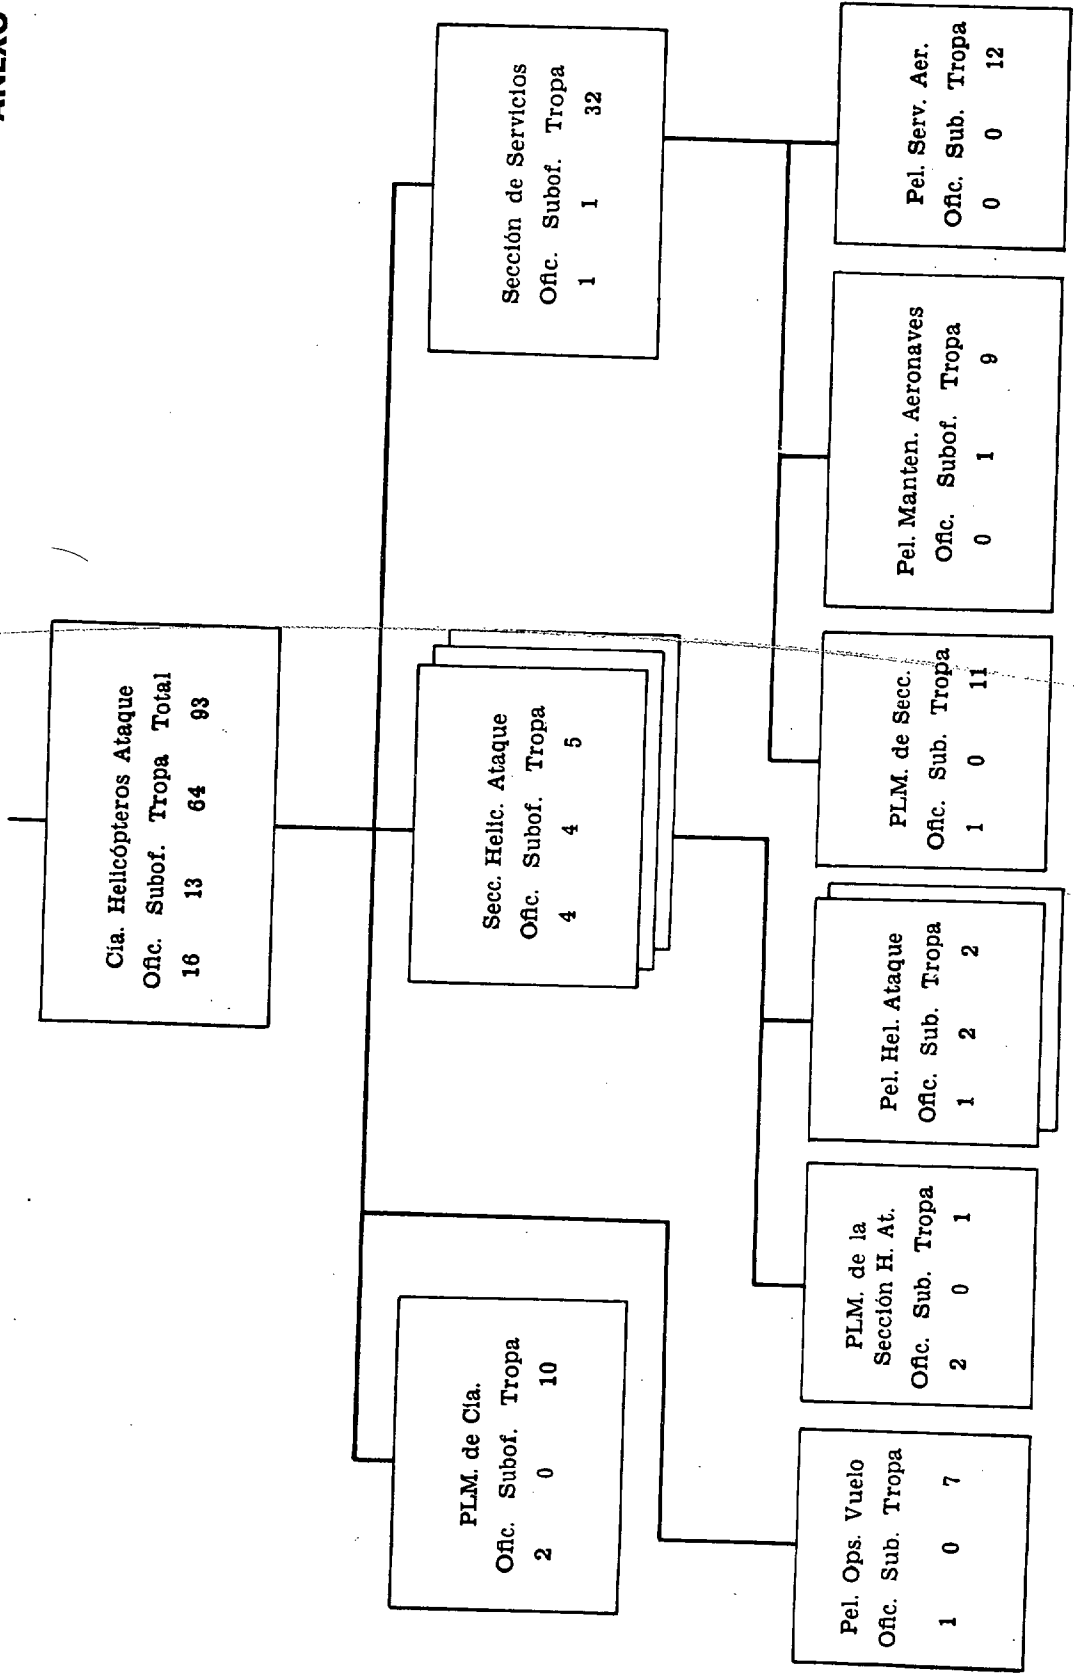 ANEXO
Cía. Helicópteros Ataque
Ofic. Subof. Tropa Total
16 13 64 93
PLM. de Cía.
Ofic. Subof. Tropa
2 0 10
Secc. Helic. Ataque
Ofic. Subof. Tropa
4 4 5
Sección de Servicios
Ofic. Subof. Tropa
1 1 32
Pel. Ops. Vuelo
Ofic. Sub. Tropa
1 0 7
PLM. de la
Sección H. At.
Ofic. Sub. Tropa
2 0 1
Pel. Hel. Ataque
Ofic. Sub. Tropa
1 2 2
PLM. de Secc.
Ofic. Sub. Tropa
1 0 11
Pel. Manten. Aeronaves
Ofic. Subof. Tropa
0 1 9
Pel. Serv. Aer.
Ofic. Sub. Tropa
0 0 12